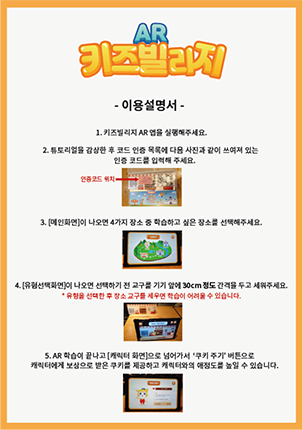 AR
키즈빌리지
- 이용설명서 -
1. 키즈빌리지 AR 앱을 실행해주세요.
2. 튜토리얼을 감상한 후 코드 인증 목록에 다음 사진과 같이 쓰여져 있는
인증 코드를 입력해 주세요.
인증코드 위치
3. [메인화면]이 나오면 4가지 장소 중 학습하고 싶은 장소를 선택해주세요.
4. [유형선택화면]이 나오면 선택하기 전 교구를 기기 앞에 30cm 정도 간격을 두고 세워주세요.
* 유형을 선택한 후 장소 교구를 세우면 학습이 어려울 수 있습니다.
5. AR 학습이 끝나고 [캐릭터 화면]으로 넘어가서 '쿠키 주기' 버튼으로
캐릭터에게 보상으로 받은 쿠키를 제공하고 캐릭터와의 애정도를 높일 수 있습니다.